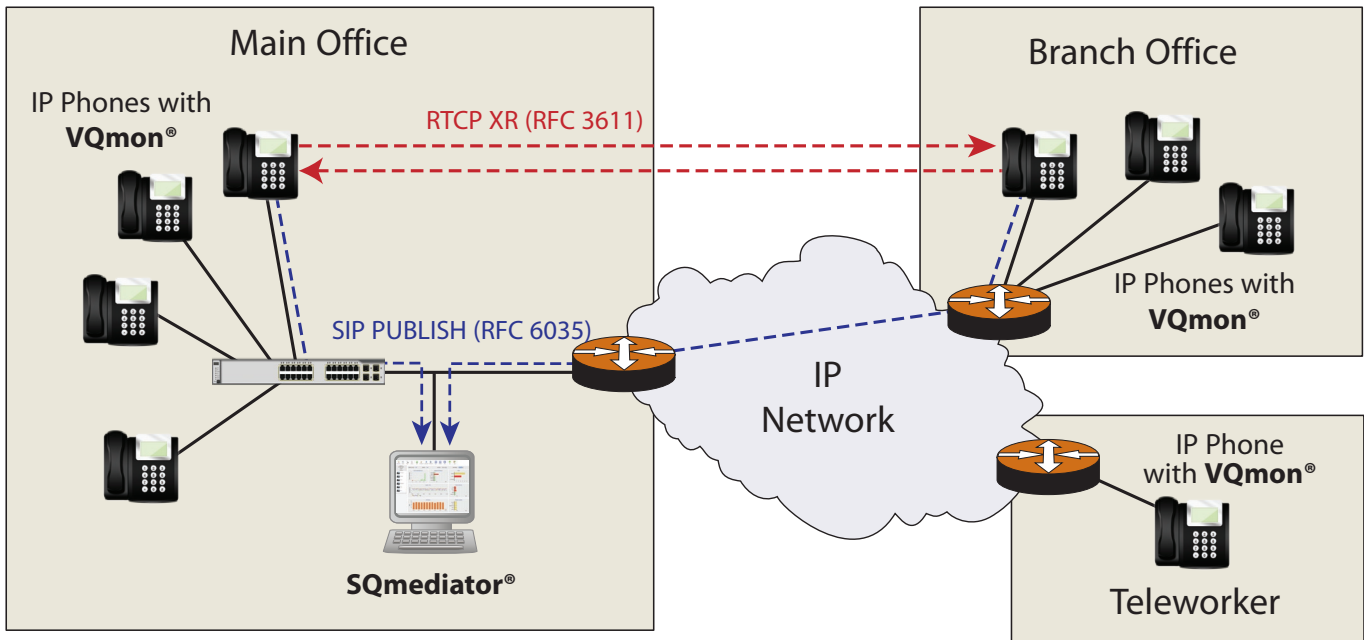 Main Office
IP Phones with
VQmon®
RTCP XR (RFC 3611)
SIP PUBLISH (RFC 6035)
SQmediator®
IP
Network
Branch Office
IP Phones with
VQmon®
IP Phone
with VQmon®
Teleworker